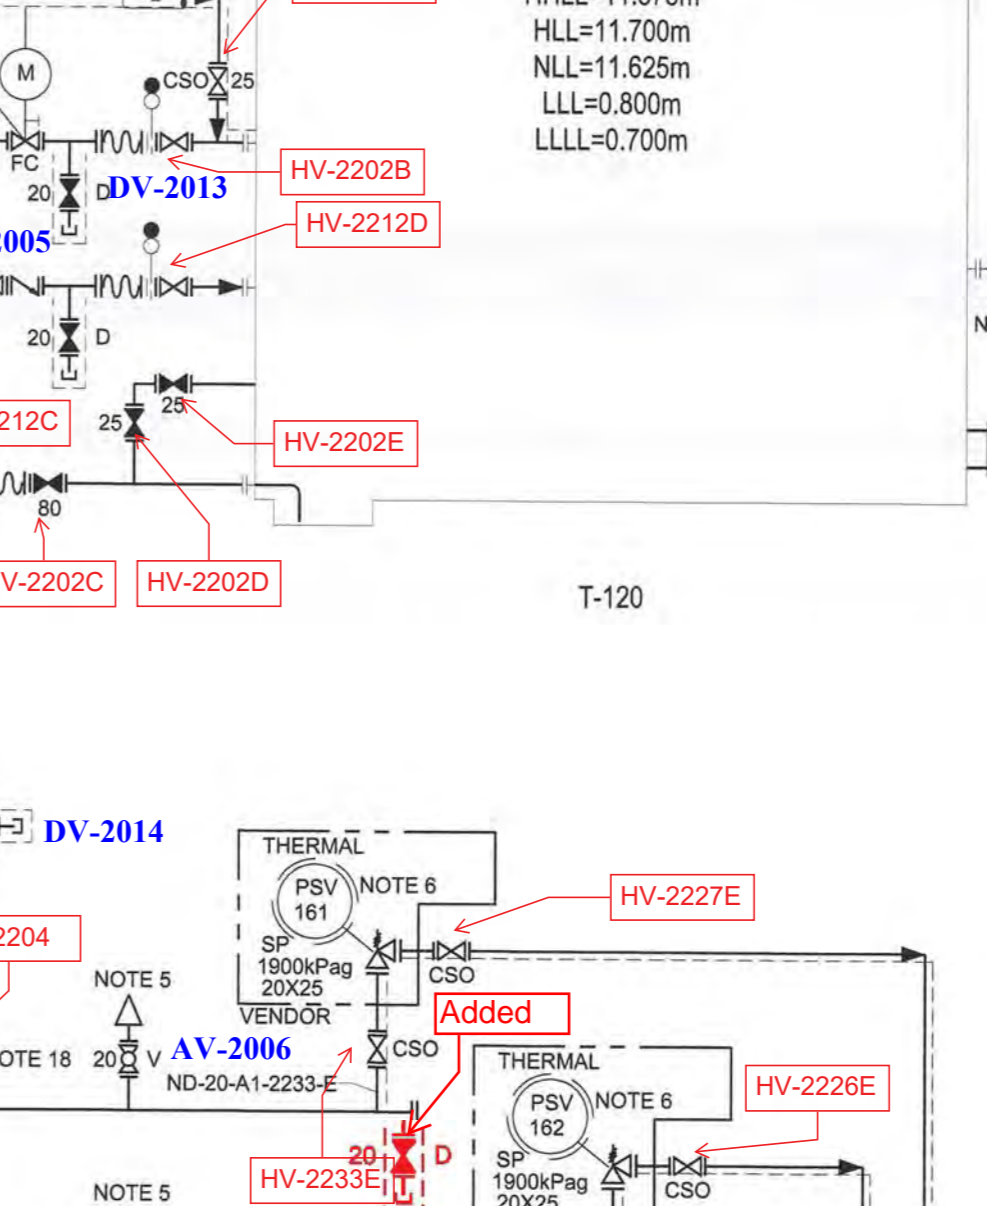 HLL=11.700m
NLL=11.625m
LLL=0.800m
LLLL=0.700m
M
CSO
25
FC
HV-2202B
20
D
DV-2013
HV-2212D
2005
20
D
N
25
212C
25
HV-2202E
80
V-2202C
HV-2202D
T-120
DV-2014
THERMAL
PSV
161
NOTE 6
HV-2227E
2204
SP
1900kPag
20X25
CSO
NOTE 5
VENDOR
Added
OTE 18
20
V
AV-2006
CSO
THERMAL
ND-20-A1-2233-E
HV-2226E
PSV
162
NOTE 6
20
D
SP
HV-2233E
1900kPag
CSO
NOTE 5
20X25